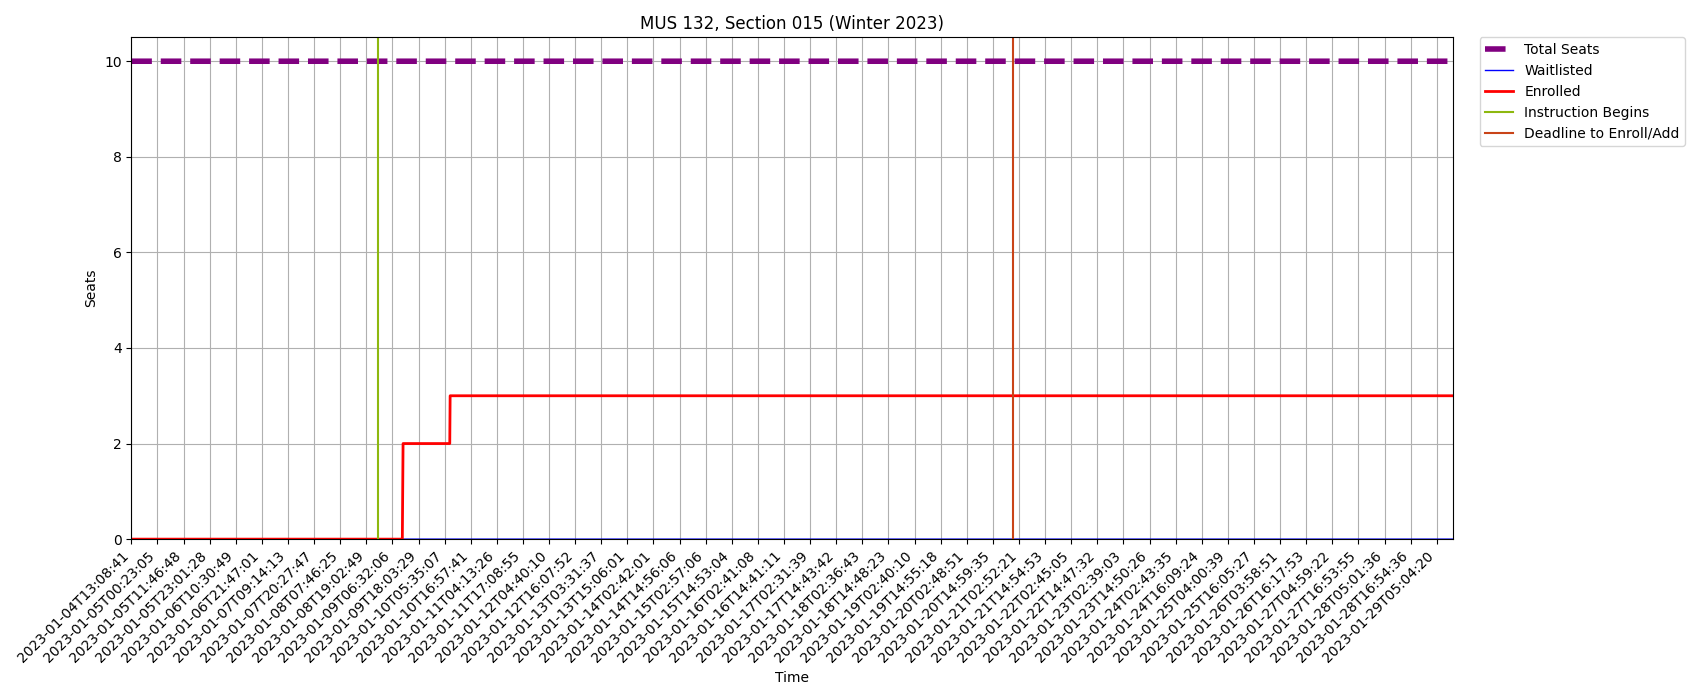 MUS 132, Section 015 (Winter 2023)
Total Seats
Waitlisted
Enrolled
Instruction Begins
Deadline to Enroll/Add
Seats
10
8
6
4
2
0
2023-01-04T13:08:41
2023-01-05T00:23:05
2023-01-05T11:46:48
2023-01-05T23:01:28
2023-01-06T10:30:49
2023-01-06T21:47:01
2023-01-07T09:14:13
2023-01-07T20:27:47
2023-01-08T07:46:25
2023-01-08T19:02:49
2023-01-09T06:32:06
2023-01-09T18:03:29
2023-01-10T05:35:07
2023-01-10T16:57:41
2023-01-11T04:13:26
2023-01-11T17:08:55
2023-01-12T04:40:10
2023-01-12T16:07:52
2023-01-13T03:31:37
2023-01-13T15:06:01
2023-01-14T02:42:01
2023-01-14T14:56:06
2023-01-15T02:57:06
2023-01-15T14:53:04
2023-01-16T02:41:08
2023-01-16T14:41:11
2023-01-17T02:31:39
2023-01-17T14:43:42
2023-01-18T02:36:43
2023-01-18T14:48:23
2023-01-19T02:40:10
2023-01-19T14:55:18
2023-01-20T02:48:51
2023-01-20T14:59:35
2023-01-21T02:52:21
2023-01-21T14:54:53
2023-01-22T02:45:05
2023-01-22T14:47:32
2023-01-23T02:39:03
2023-01-23T14:50:26
2023-01-24T02:43:35
2023-01-24T16:09:24
2023-01-25T04:00:39
2023-01-25T16:05:27
2023-01-26T03:58:51
2023-01-26T16:17:53
2023-01-27T04:59:22
2023-01-27T16:53:55
2023-01-28T05:01:36
2023-01-28T16:54:36
2023-01-29T05:04:20
Time